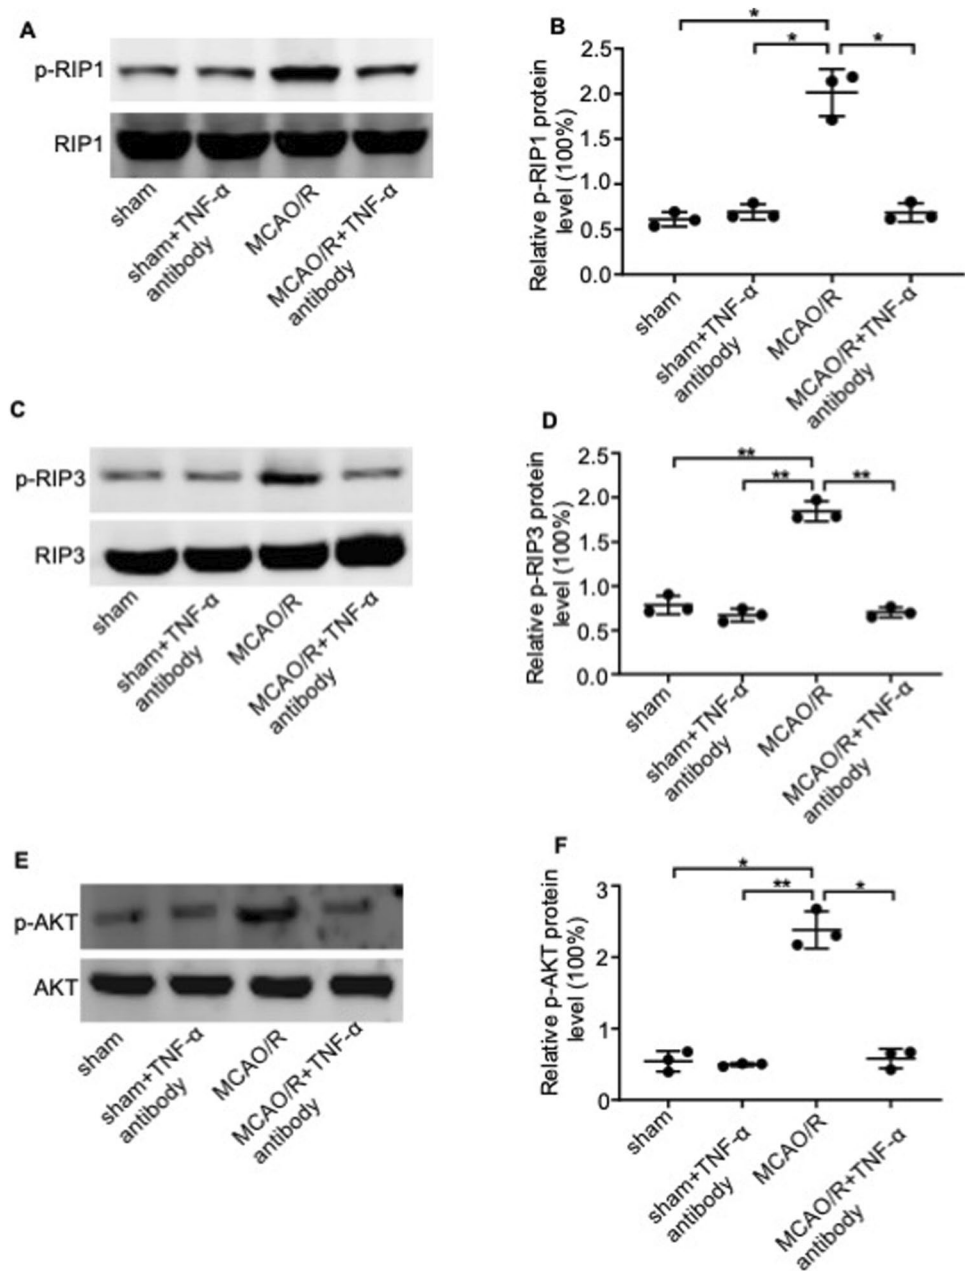 A
p-RIP1
RIP1
sham
sham+TNF-α
antibody
MCAO/R
MCAO/R+TNF-α
antibody
B
Relative p-RIP1 protein
level (100%)
2.5
2.0
1.5
1.0
0.5
0.0
*
*
*
sham
sham+TNF-α
antibody
MCAO/R
MCAO/R+TNF-α
antibody
C
p-RIP3
RIP3
sham
sham+TNF-α
antibody
MCAO/R
MCAO/R+TNF-α
antibody
D
Relative p-RIP3 protein
level (100%)
2.5
2.0
1.5
1.0
0.5
0.0
**
**
**
sham
sham+TNF-α
antibody
MCAO/R
MCAO/R+TNF-α
antibody
E
p-AKT
AKT
sham
sham+TNF-α
antibody
MCAO/R
MCAO/R+TNF-α
antibody
F
Relative p-AKT protein
level (100%)
3
2
1
0
*
**
*
sham
sham+TNF-α
antibody
MCAO/R
MCAO/R+TNF-α
antibody